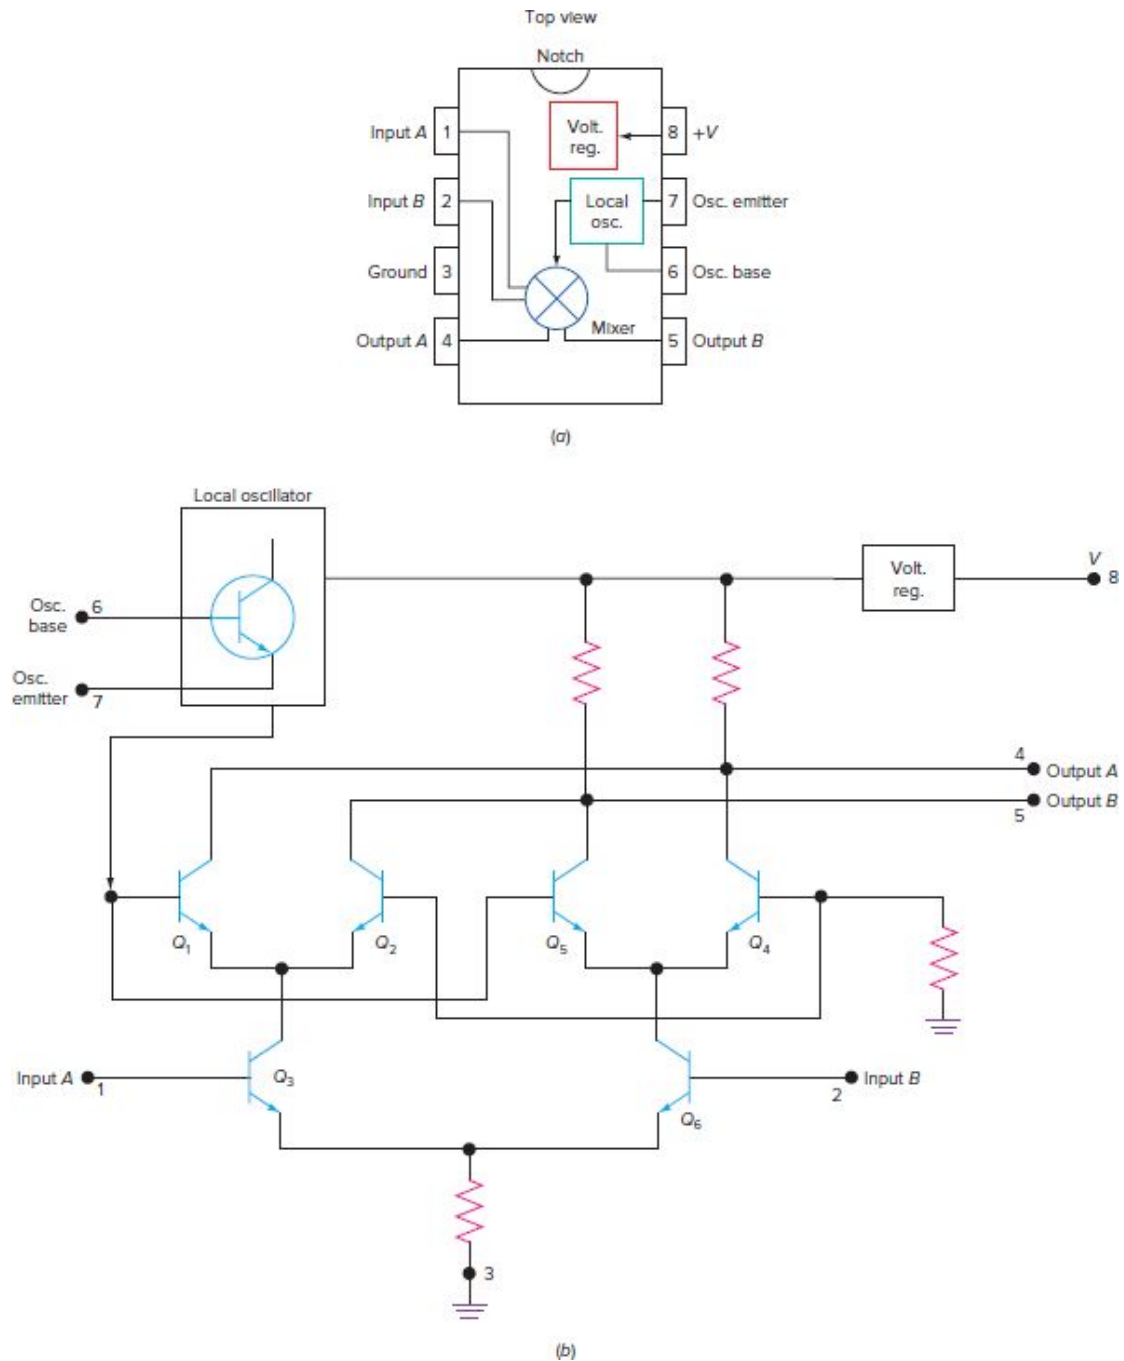 Top view
Notch
Input A 1
Volt.
reg.
8 +V
Input B 2
Local
osc.
7 Osc. emitter
Ground 3
6 Osc. base
Output A 4
Mixer
5 Output B
(a)
Local oscillator
Osc.
base
6
Osc.
emitter
7
Volt.
reg.
V
8
4
Output A
Output B
5
Q1
Q2
Q5
Q4
Input A
1
Q3
Input B
2
Q6
3
(b)